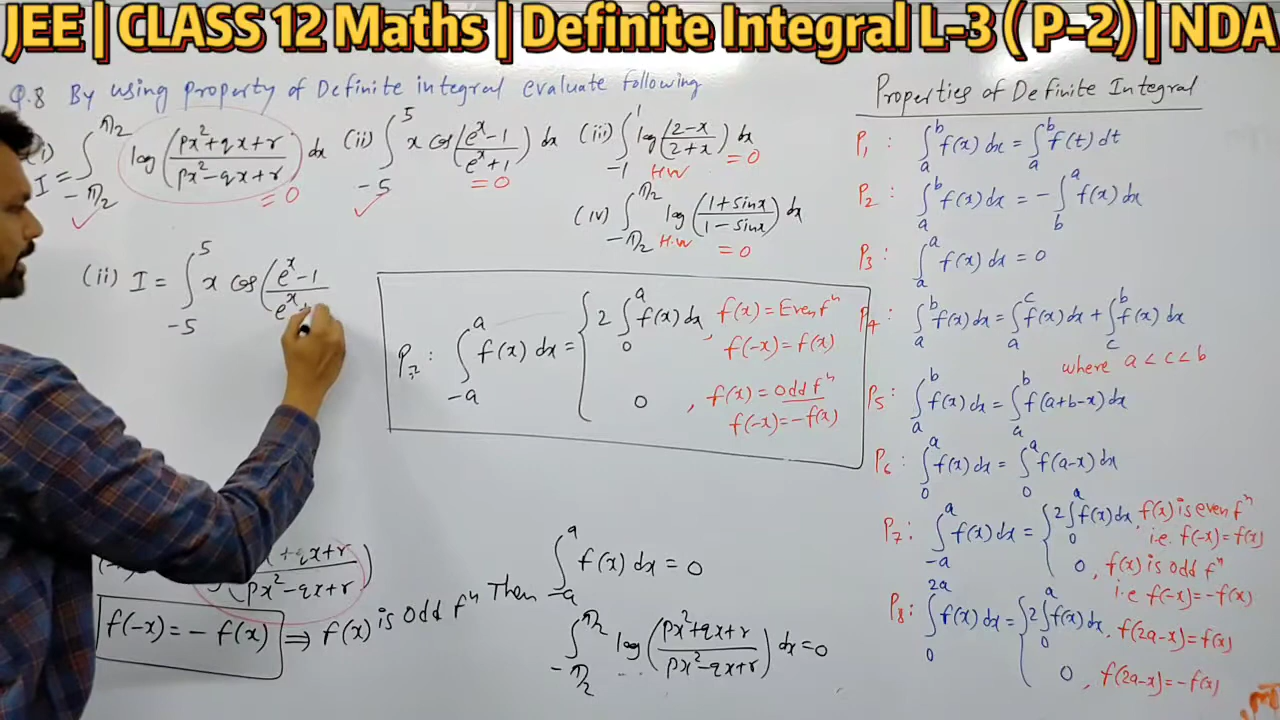 JEE | CLASS 12 Maths | Definite Integral L-3 ( P-2) | NDA
Q.8 By using property of Definite integral evaluate following
(i) I = ∫_{-π/2}^{π/2} log((px²+qx+r)/(px²-qx+r)) dx = 0
(ii) ∫_{-5}^{5} x cos((e^x-1)/(e^x+1)) dx = 0
(iii) ∫_{-1}^{1} log((2-x)/(2+x)) dx = 0
H.W
(iv) ∫_{-π/2}^{π/2} log((1+sinx)/(1-sinx)) dx = 0
H.W
(ii) I = ∫_{-5}^{5} x cos((e^x-1)/(e^x
P7: ∫_{-a}^{a} f(x) dx = { 2∫_{0}^{a} f(x) dx, f(x) = Even fⁿ
f(-x) = f(x)
0 , f(x) = odd fⁿ
f(-x) = -f(x)
x+qx+r)
px²-qx+r
f(-x) = - f(x) ⇒ f(x) is odd fⁿ Then ∫_{-a}^{a} f(x) dx = 0
∫_{-π/2}^{π/2} log((px²+qx+r)/(px²-qx+r)) dx = 0
Properties of Definite Integral
P1 : ∫_{a}^{b} f(x) dx = ∫_{a}^{b} f(t) dt
P2 : ∫_{a}^{b} f(x) dx = -∫_{b}^{a} f(x) dx
P3 : ∫_{a}^{a} f(x) dx = 0
P4 : ∫_{a}^{b} f(x) dx = ∫_{a}^{c} f(x) dx + ∫_{c}^{b} f(x) dx
where a < c < b
P5 : ∫_{a}^{b} f(x) dx = ∫_{a}^{b} f(a+b-x) dx
P6 : ∫_{0}^{a} f(x) dx = ∫_{0}^{a} f(a-x) dx
P7 : ∫_{-a}^{a} f(x) dx = { 2∫_{0}^{a} f(x) dx, f(x) is even fⁿ
i.e. f(-x) = f(x)
0 , f(x) is odd fⁿ
i.e f(-x) = -f(x)
P8 : ∫_{0}^{2a} f(x) dx = { 2∫_{0}^{a} f(x) dx, f(2a-x) = f(x)
0 , f(2a-x) = -f(x)